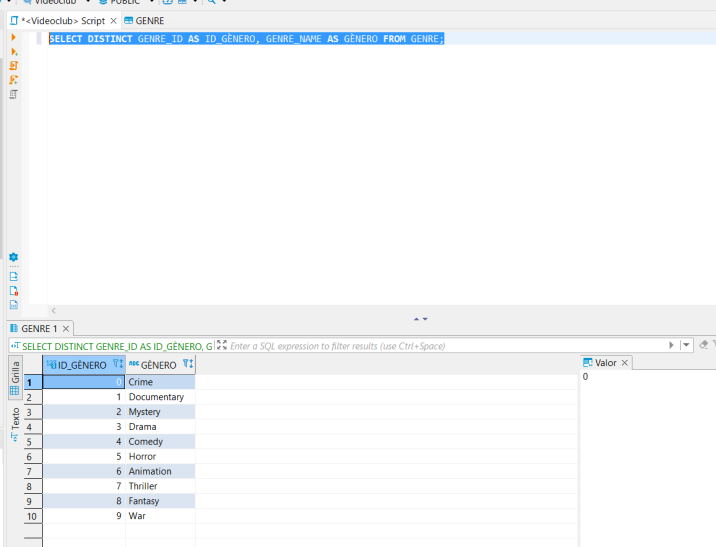 Videoclub PUBLIC
*<Videoclub> Script GENRE
SELECT DISTINCT GENRE_ID AS ID_GÈNERO, GENRE_NAME AS GÈNERO FROM GENRE;
GENRE 1
SELECT DISTINCT GENRE_ID AS ID_GÈNERO, G Enter a SQL expression to filter results (use Ctrl+Space)
Grilla
Texto
ID_GÈNERO ABC GÈNERO
1 0 Crime
2 1 Documentary
3 2 Mystery
4 3 Drama
5 4 Comedy
6 5 Horror
7 6 Animation
8 7 Thriller
9 8 Fantasy
10 9 War
Valor
0